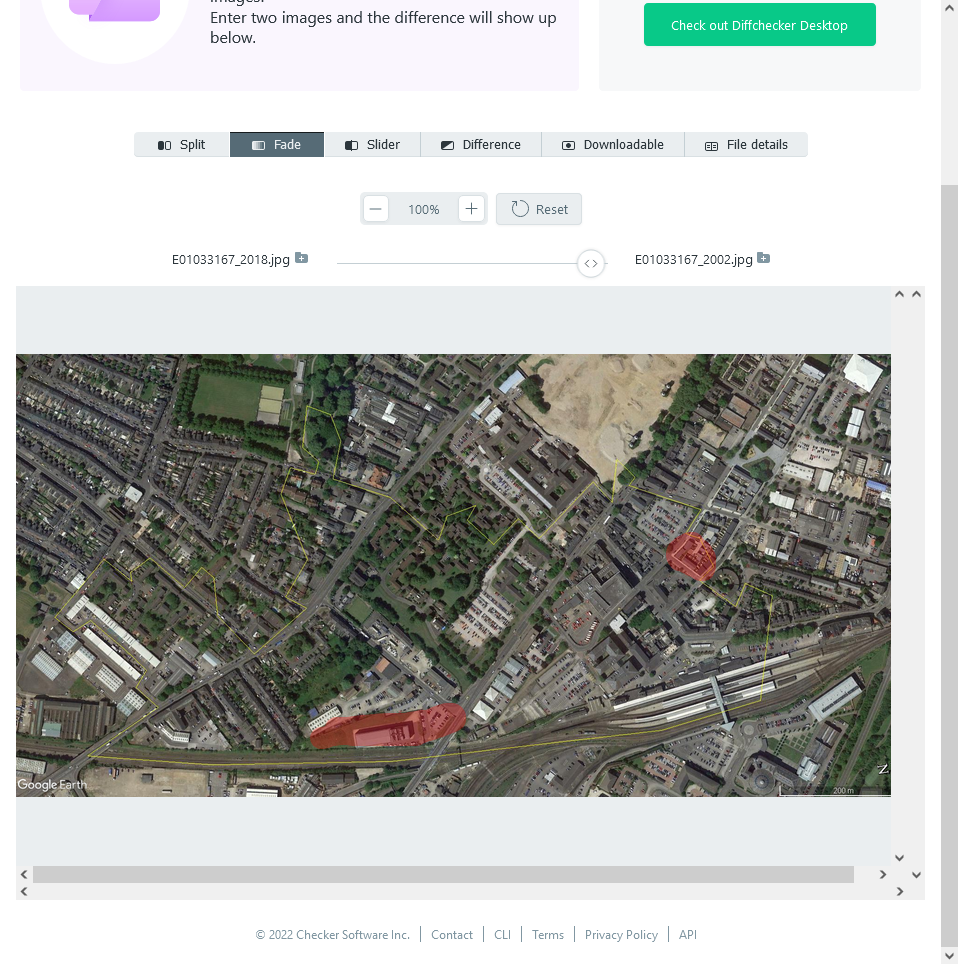 images.
Enter two images and the difference will show up
below.
Check out Diffchecker Desktop
Split
Fade
Slider
Difference
Downloadable
File details
100%
Reset
E01033167_2018.jpg
E01033167_2002.jpg
Google Earth
200 m
© 2022 Checker Software Inc.
Contact
CLI
Terms
Privacy Policy
API